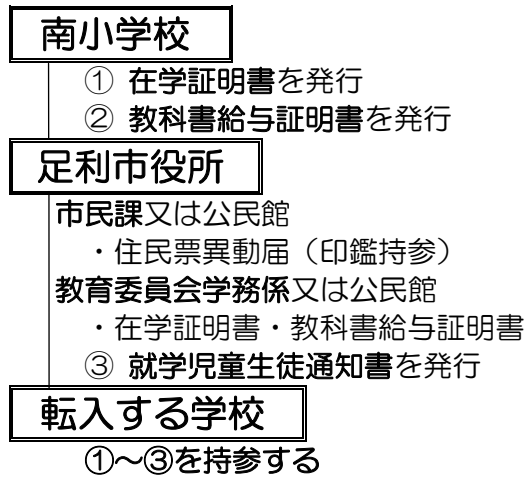 南小学校
① 在学証明書を発行
② 教科書給与証明書を発行
足利市役所
市民課又は公民館
・住民票異動届（印鑑持参）
教育委員会学務係又は公民館
・在学証明書・教科書給与証明書
③ 就学児童生徒通知書を発行
転入する学校
①～③を持参する